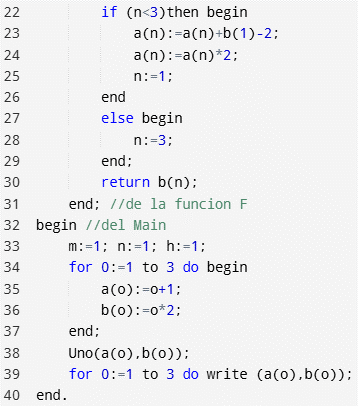 22 if (n<3)then begin
23 a(n):=a(n)+b(1)-2;
24 a(n):=a(n)*2;
25 n:=1;
26 end
27 else begin
28 n:=3;
29 end;
30 return b(n);
31 end; //de la funcion F
32 begin //del Main
33 m:=1; n:=1; h:=1;
34 for 0:=1 to 3 do begin
35 a(o):=o+1;
36 b(o):=o*2;
37 end;
38 Uno(a(o),b(o));
39 for 0:=1 to 3 do write (a(o),b(o));
40 end.